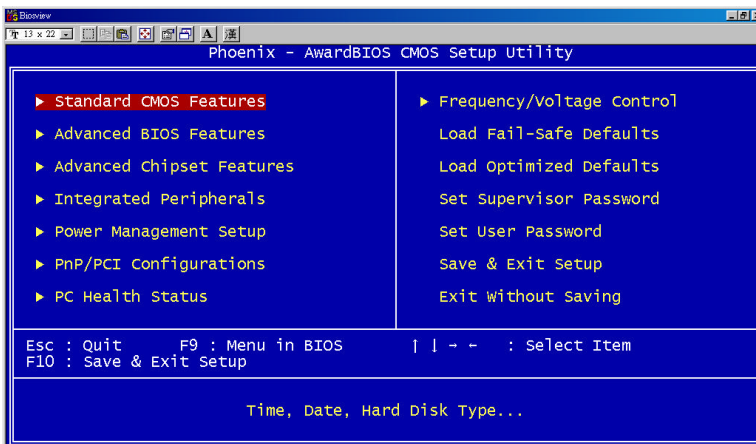 Biosview
13 x 22
A 漢
Phoenix - AwardBIOS CMOS Setup Utility
▶ Standard CMOS Features
▶ Advanced BIOS Features
▶ Advanced Chipset Features
▶ Integrated Peripherals
▶ Power Management Setup
▶ PnP/PCI Configurations
▶ PC Health Status
▶ Frequency/Voltage Control
Load Fail-Safe Defaults
Load Optimized Defaults
Set Supervisor Password
Set User Password
Save & Exit Setup
Exit Without Saving
Esc : Quit F9 : Menu in BIOS ↑ ↓ → ← : Select Item
F10 : Save & Exit Setup
Time, Date, Hard Disk Type...